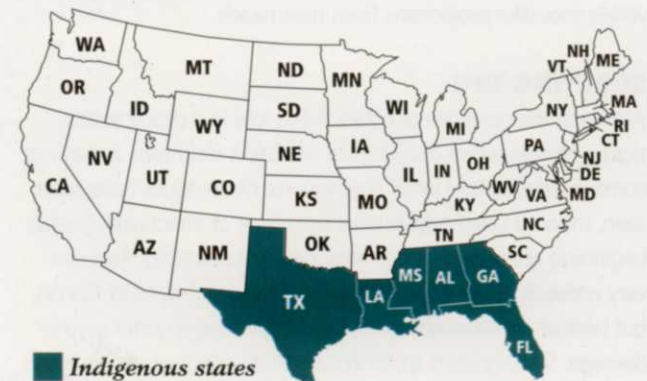 WA
MT
ND
MN
OR
ID
WY
SD
WI
MI
NH
VT
ME
NY
MA
RI
CT
NV
UT
CO
NE
IA
IL
IN
OH
PA
NJ
DE
MD
CA
KS
MO
KY
WV
VA
AZ
NM
OK
AR
TN
NC
SC
TX
LA
MS
AL
GA
FL
Indigenous states